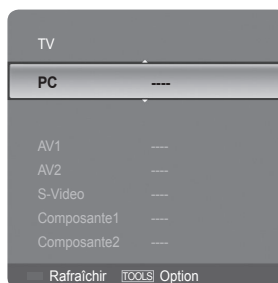 TV
PC ----
AV1 ----
AV2 ----
S-Video ----
Composante1 ----
Composante2 ----
Rafraîchir TOOLS Option